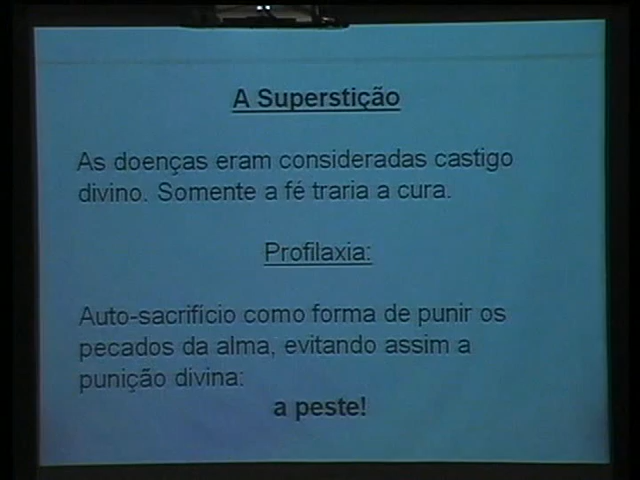 A Superstição
As doenças eram consideradas castigo
divino. Somente a fé traria a cura.
Profilaxia:
Auto-sacrifício como forma de punir os
pecados da alma, evitando assim a
punição divina:
a peste!